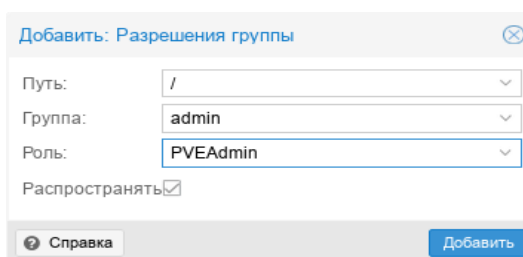 Добавить: Разрешения группы
Путь: /
Группа: admin
Роль: PVEAdmin
Распространять
Справка Добавить